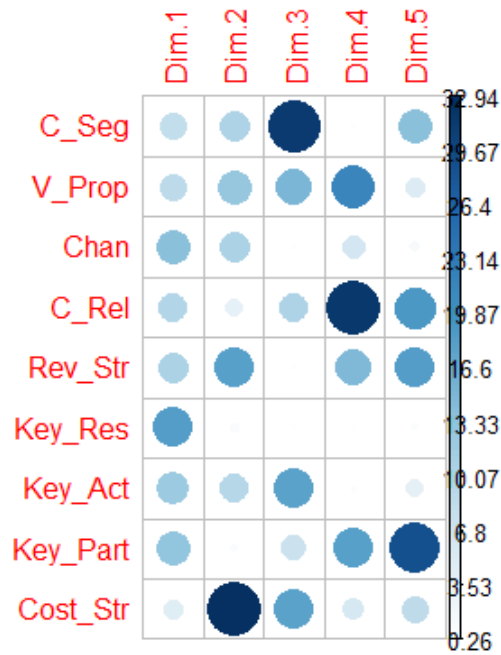 Dim.1
Dim.2
Dim.3
Dim.4
Dim.5
C_Seg
V_Prop
Chan
C_Rel
Rev_Str
Key_Res
Key_Act
Key_Part
Cost_Str
32.94
29.67
26.4
23.14
19.87
16.6
13.33
10.07
6.8
3.53
0.26